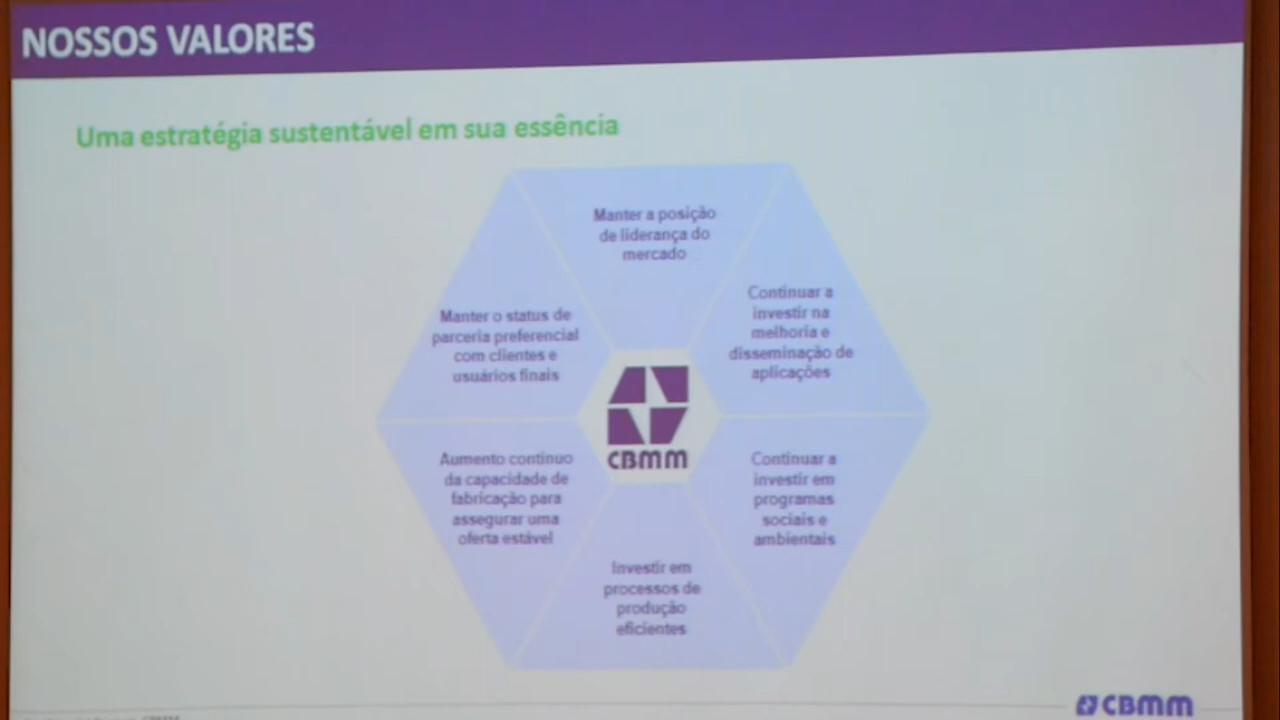 NOSSOS VALORES
Uma estratégia sustentável em sua essência
Manter a posição
de liderança do
mercado
Continuar a
investir na
melhoria e
disseminação de
aplicações
Manter o status de
parceria preferencial
com clientes e
usuários finais
CBMM
Aumento contínuo
da capacidade de
fabricação para
assegurar uma
oferta estável
Continuar a
investir em
programas
sociais e
ambientais
Investir em
processos de
produção
eficientes
CBMM